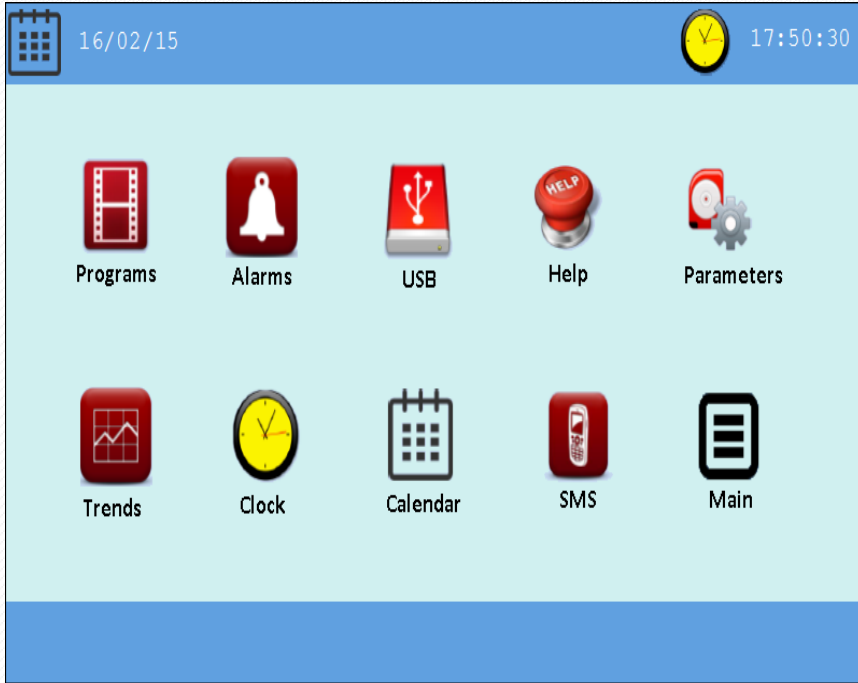 16/02/15 17:50:30
HELP
Programs Alarms USB Help Parameters
Trends Clock Calendar SMS Main